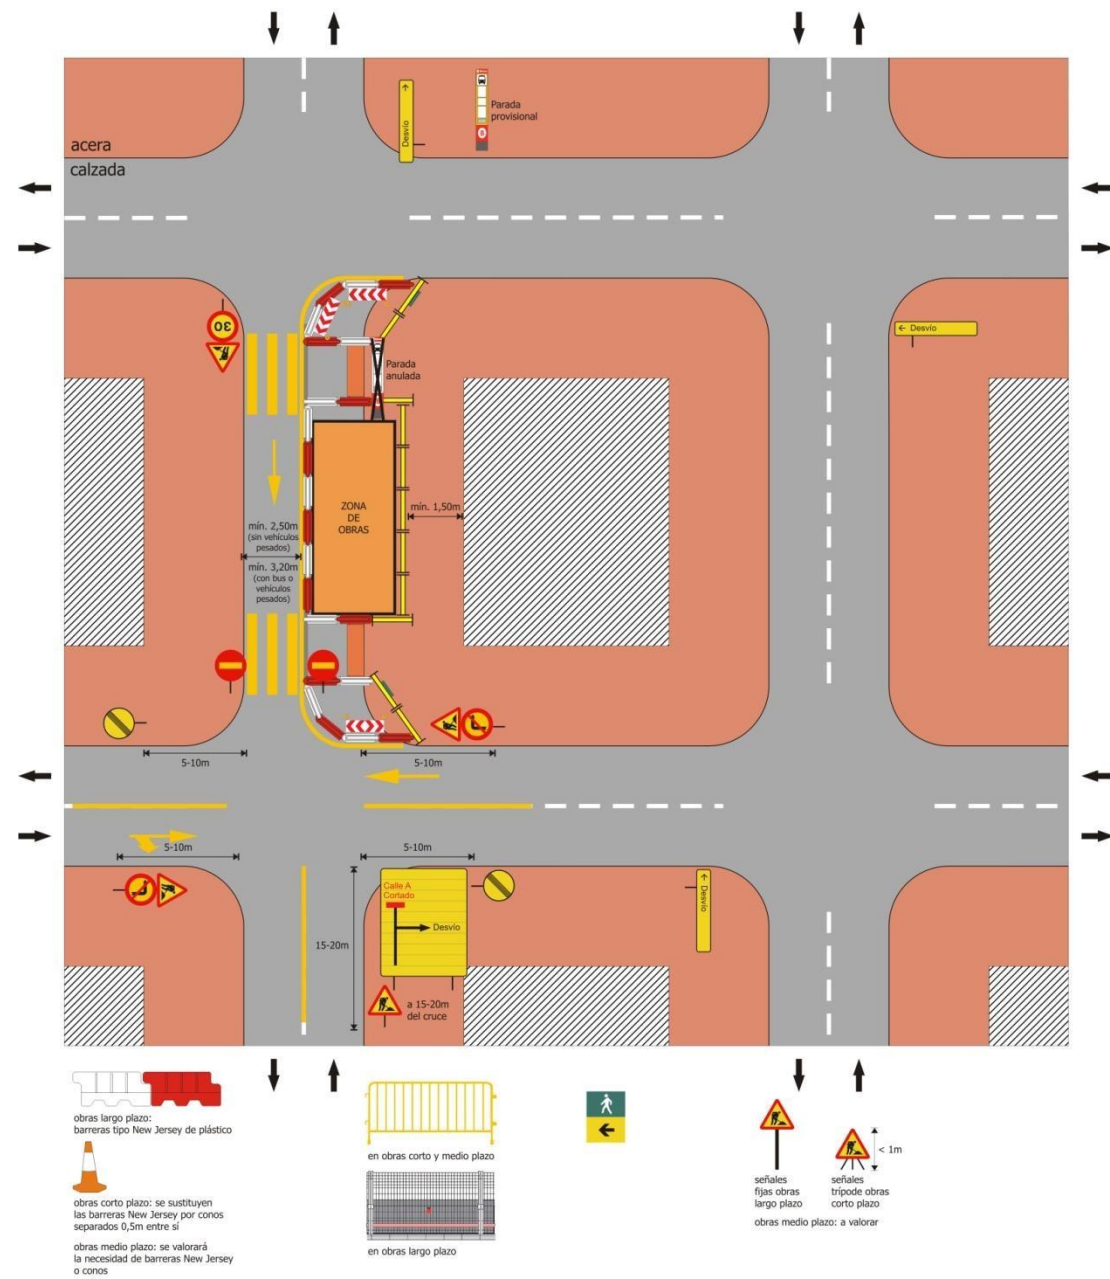 Desvío
Parada
provisional
acera
calzada
30
Desvío
Parada
anulada
ZONA
DE
OBRAS
mín. 1,50m
mín. 2,50m
(sin vehículos
pesados)
mín. 3,20m
(con bus o
vehículos
pesados)
5-10m
5-10m
5-10m
5-10m
Calle A
Cortado
Desvío
Desvío
15-20m
a 15-20m
del cruce
obras largo plazo:
barreras tipo New Jersey de plástico
obras corto plazo: se sustituyen
las barreras New Jersey por conos
separados 0,5m entre sí
obras medio plazo: se valorará
la necesidad de barreras New Jersey
o conos
en obras corto y medio plazo
en obras largo plazo
señales
fijas obras
largo plazo
< 1m
señales
trípode obras
corto plazo
obras medio plazo: a valorar